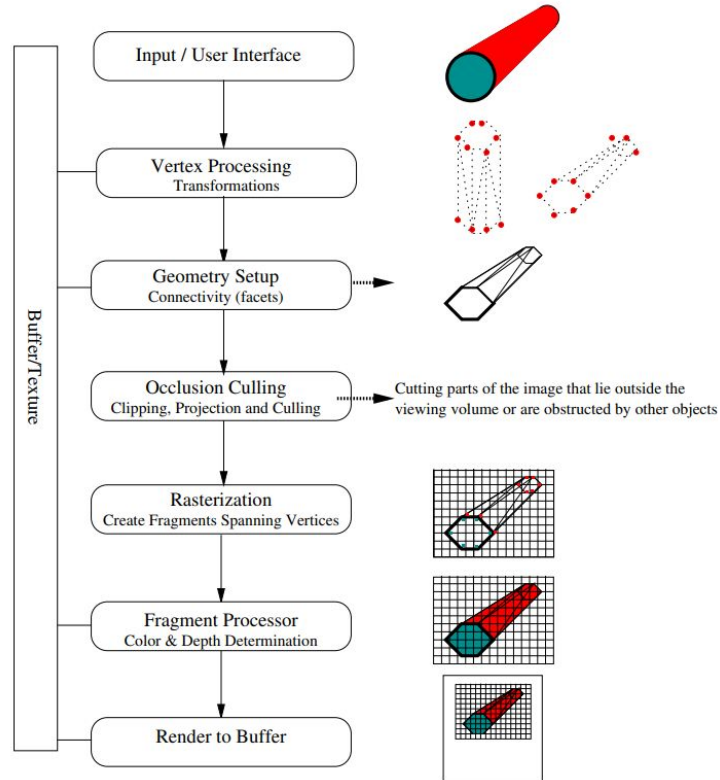 Input / User Interface
Vertex Processing
Transformations
Geometry Setup
Connectivity (facets)
Buffer/Texture
Occlusion Culling
Clipping, Projection and Culling
Cutting parts of the image that lie outside the
viewing volume or are obstructed by other objects
Rasterization
Create Fragments Spanning Vertices
Fragment Processor
Color & Depth Determination
Render to Buffer